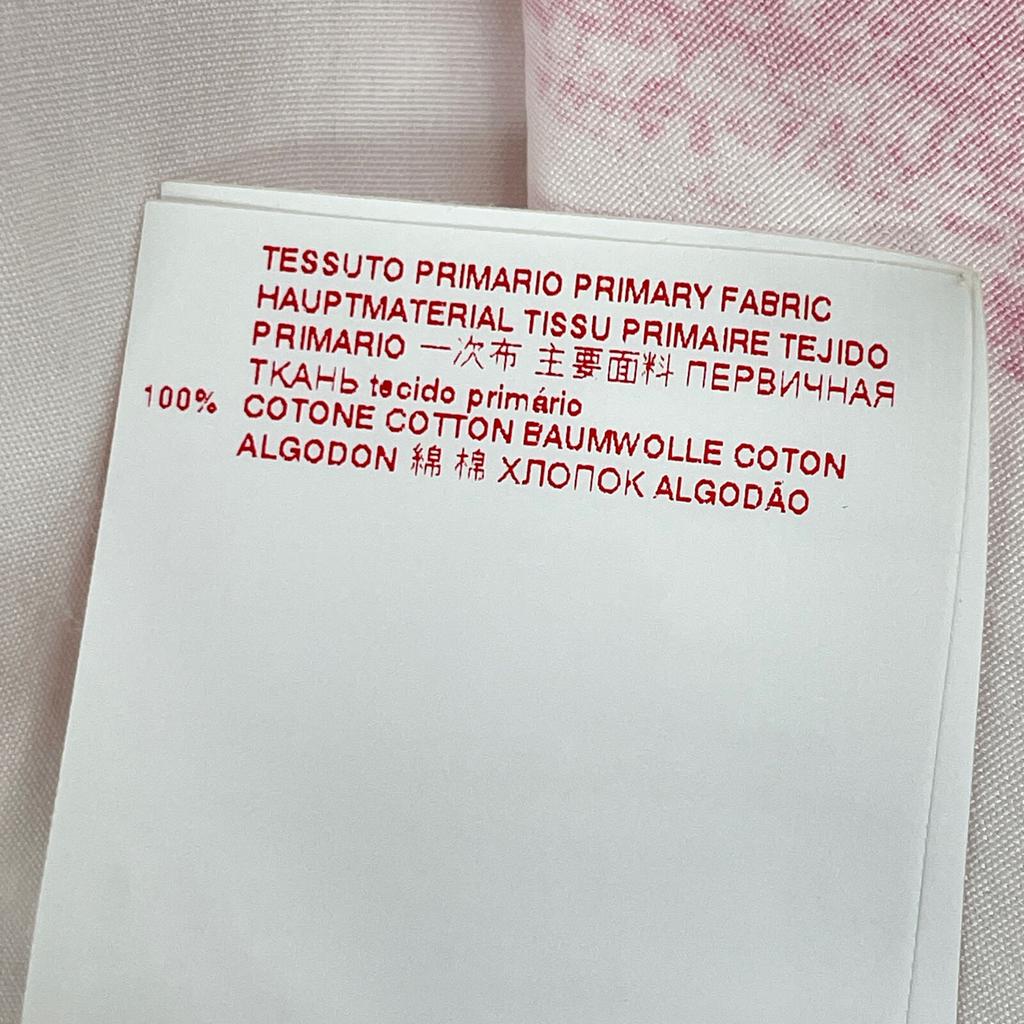 TESSUTO PRIMARIO PRIMARY FABRIC
HAUPTMATERIAL TISSU PRIMAIRE TEJIDO
PRIMARIO 一次布 主要面料 ПЕРВИЧНАЯ
ТКАНЬ tecido primário
100% COTONE COTTON BAUMWOLLE COTON
ALGODON 綿 棉 ХЛОПОК ALGODÃO